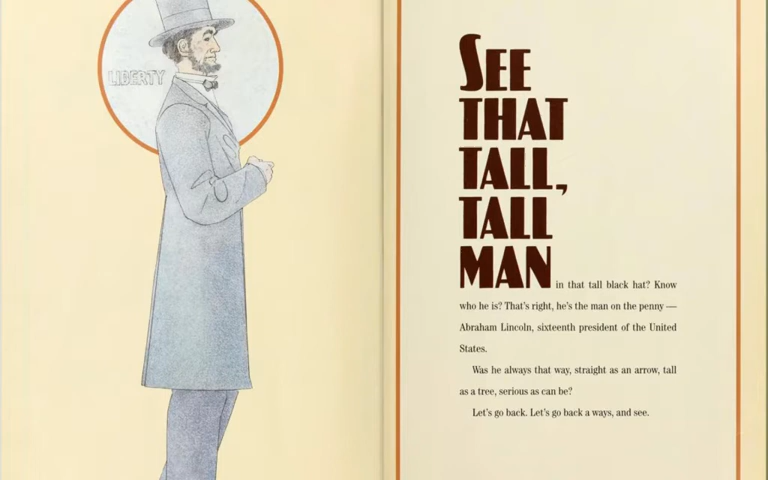 LIBERTY
SEE
THAT
TALL,
TALL
MAN in that tall black hat? Know
who he is? That's right, he's the man on the penny —
Abraham Lincoln, sixteenth president of the United
States.
Was he always that way, straight as an arrow, tall
as a tree, serious as can be?
Let's go back. Let's go back a ways, and see.